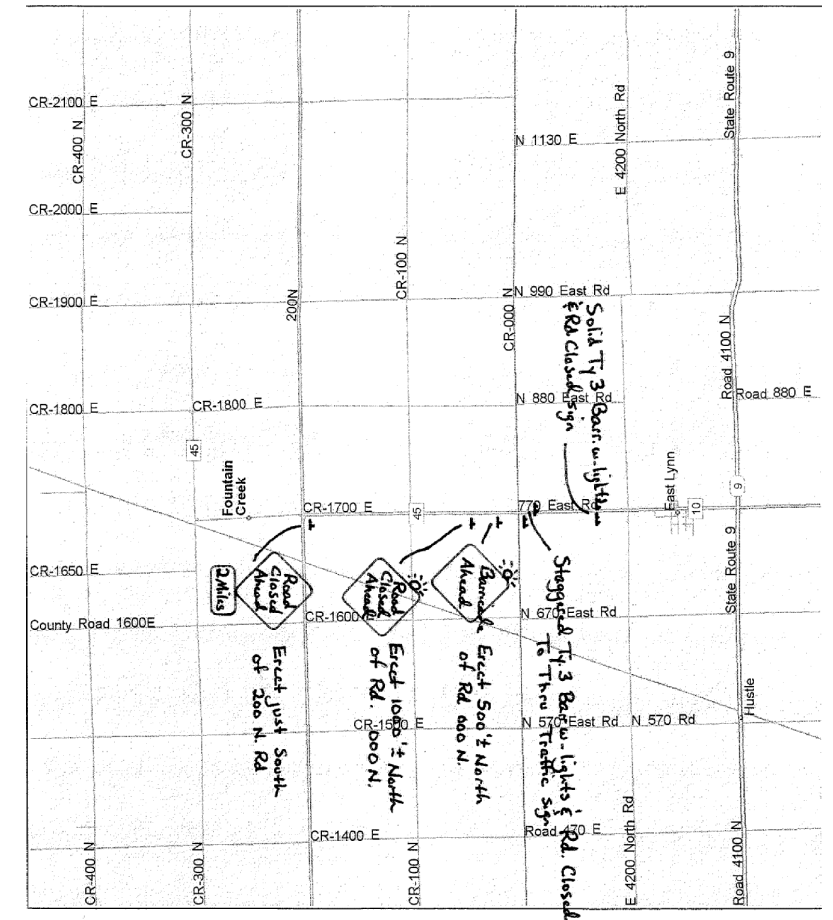 State Route 9
CR-2100 E
CR-400 N
CR-300 N
E 4200 North Rd
N 1130 E
CR-2000 E
CR-100 N
200N
CR-000 N
N 990 East Rd
CR-1900 E
Solid Ty 3 Barr. w-lights
& Rd Closed sign
Road 4100 N
CR-1800 E
CR-1800 E
N 880 East Rd
Road 880 E
45
Fountain
Creek
East Lynn
9
10
CR-1700 E
45
770 East Rd
CR-1650 E
Road
Closed
Ahead
2 Miles
Road
Closed
Ahead
Barricade
Ahead
State Route 9
County Road 1600E
CR-1600
N 670 East Rd
Erect just South
of 200 N. Rd
Erect 1000'± North
of Rd. 000 N.
Erect 500'± North
of Rd 000 N.
Staggered Ty. 3 Bar. w-lights & Rd. Closed
To Thru Traffic sign
Hustle
CR-1500 E
N 570 East Rd
N 570 Rd
CR-1400 E
Road 470 E
CR-400 N
CR-300 N
CR-100 N
E 4200 North Rd
Road 4100 N